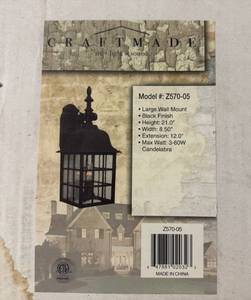 CRAFTMADE
Model #: Z570-05
• Large Wall Mount
• Black Finish
• Height: 21.0"
• Width: 8.50"
• Extension: 12.0"
• Max Watt: 3-60W
Candelabra
Z570-05
MADE IN CHINA